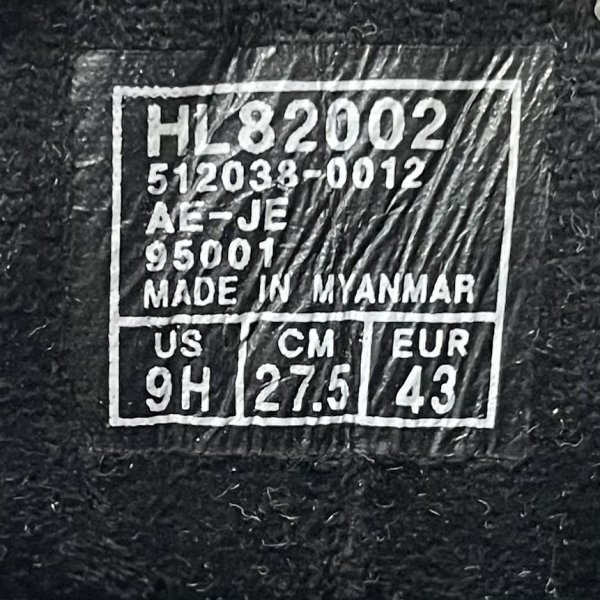 HL82002
512038-0012
AE-JE
95001
MADE IN MYANMAR
US CM EUR
9H 27.5 43